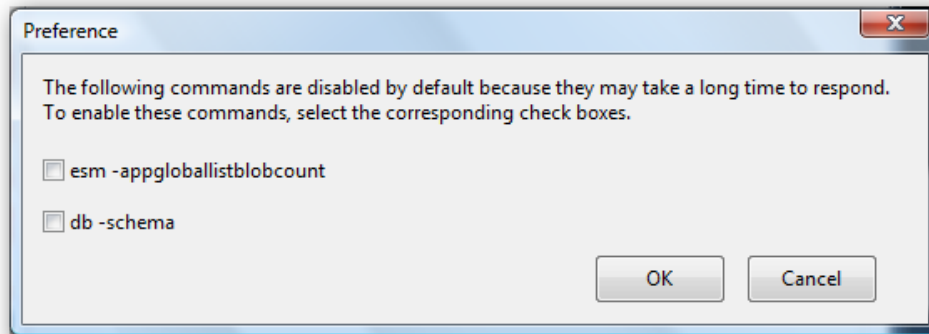 Preference
The following commands are disabled by default because they may take a long time to respond.
To enable these commands, select the corresponding check boxes.
esm -appgloballistblobcount
db -schema
OK Cancel